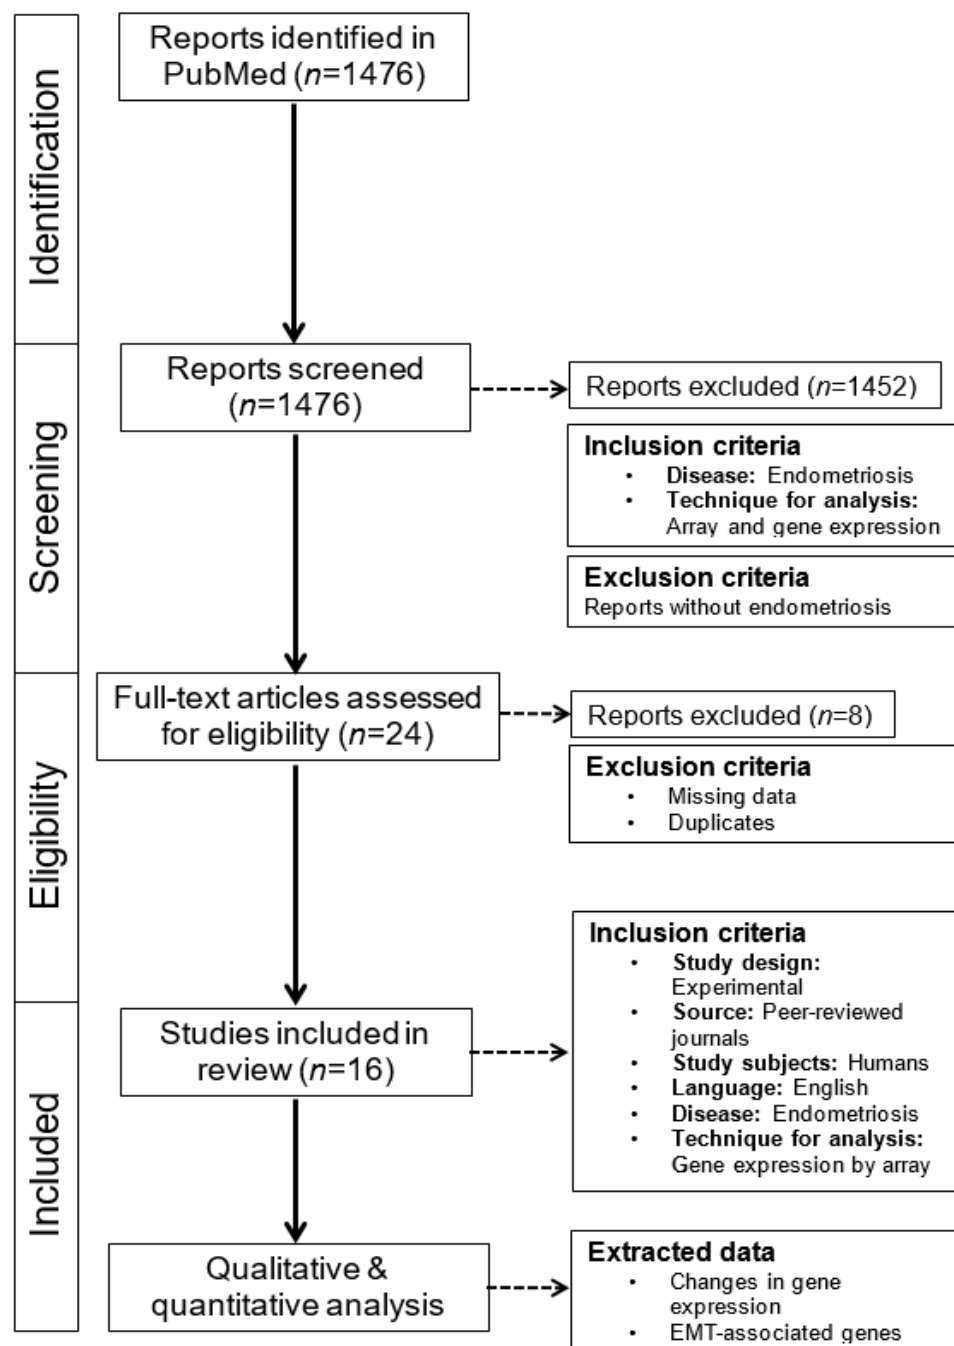 Identification
Reports identified in
PubMed (n=1476)
Screening
Reports screened
(n=1476)
Reports excluded (n=1452)
Inclusion criteria
• Disease: Endometriosis
• Technique for analysis:
Array and gene expression
Exclusion criteria
Reports without endometriosis
Eligibility
Full-text articles assessed
for eligibility (n=24)
Reports excluded (n=8)
Exclusion criteria
• Missing data
• Duplicates
Included
Studies included in
review (n=16)
Inclusion criteria
• Study design:
Experimental
• Source: Peer-reviewed
journals
• Study subjects: Humans
• Language: English
• Disease: Endometriosis
• Technique for analysis:
Gene expression by array
Qualitative &
quantitative analysis
Extracted data
• Changes in gene
expression
• EMT-associated genes